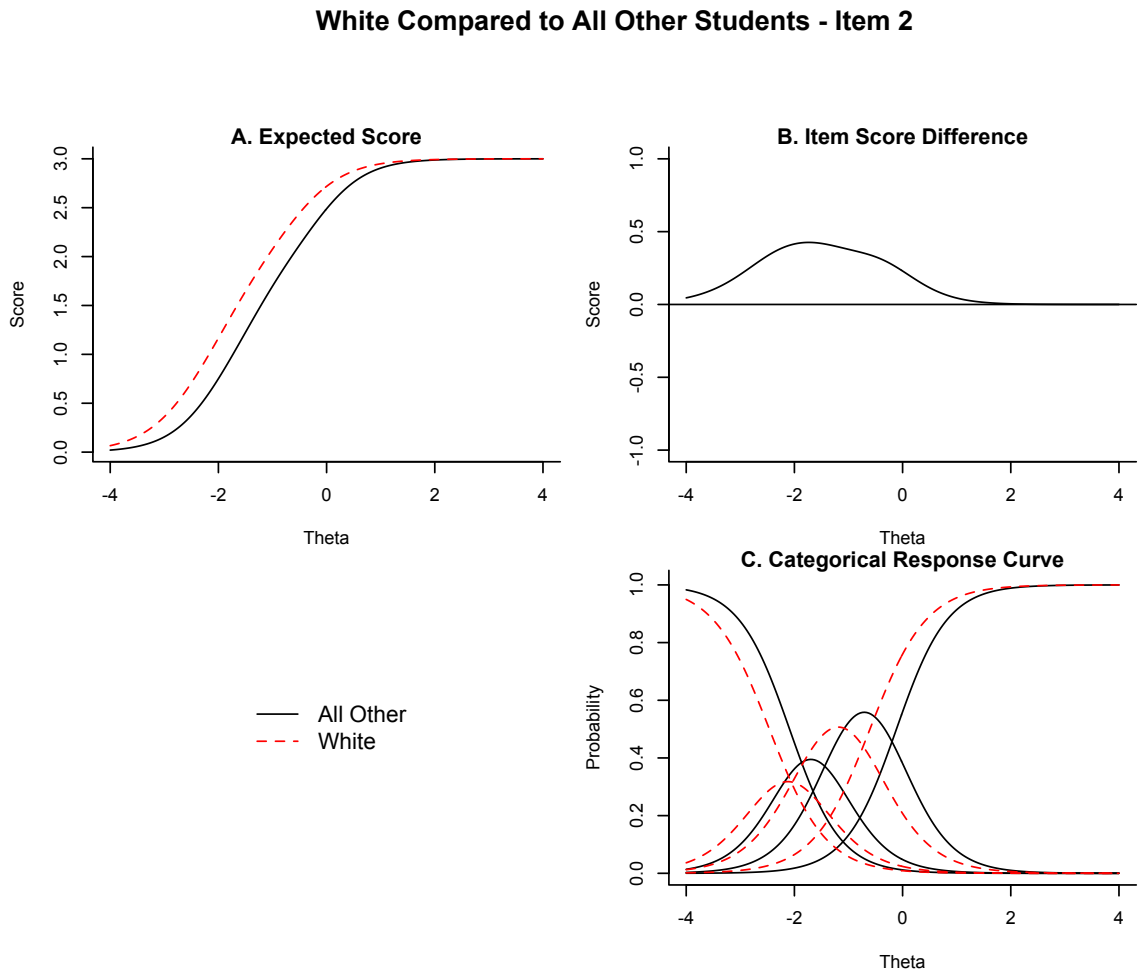 White Compared to All Other Students - Item 2
A. Expected Score
3.0
2.5
2.0
1.5
1.0
0.5
0.0
Score
-4 -2 0 2 4
Theta
B. Item Score Difference
1.0
0.5
0.0
-0.5
-1.0
Score
-4 -2 0 2 4
Theta
All Other
White
C. Categorical Response Curve
1.0
0.8
0.6
0.4
0.2
0.0
Probability
-4 -2 0 2 4
Theta